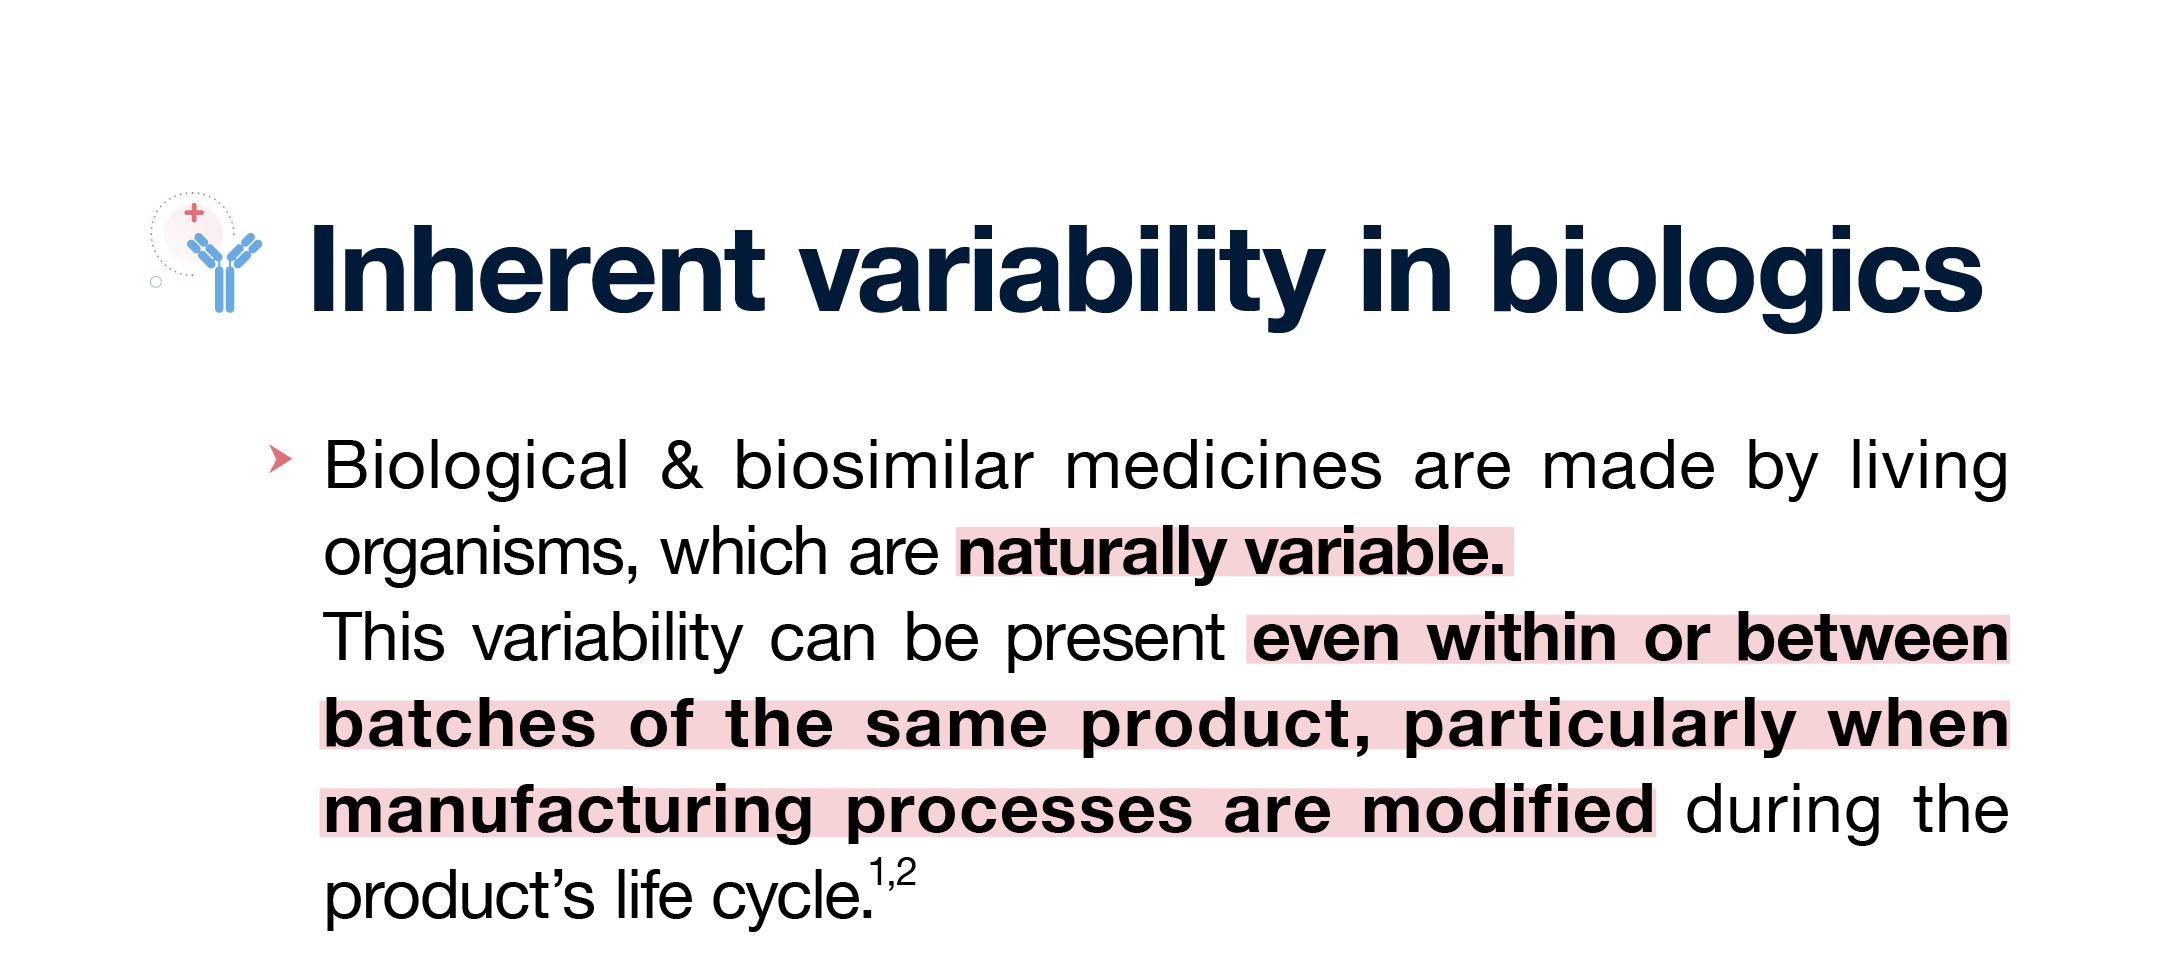 Inherent variability in biologics
Biological & biosimilar medicines are made by living
organisms, which are naturally variable.
This variability can be present even within or between
batches of the same product, particularly when
manufacturing processes are modified during the
product’s life cycle.1,2